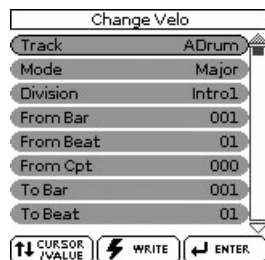 Change Velo
Track ADrum
Mode Major
Division Intro1
From Bar 001
From Beat 01
From Cpt 000
To Bar 001
To Beat 01
CURSOR /VALUE WRITE ENTER